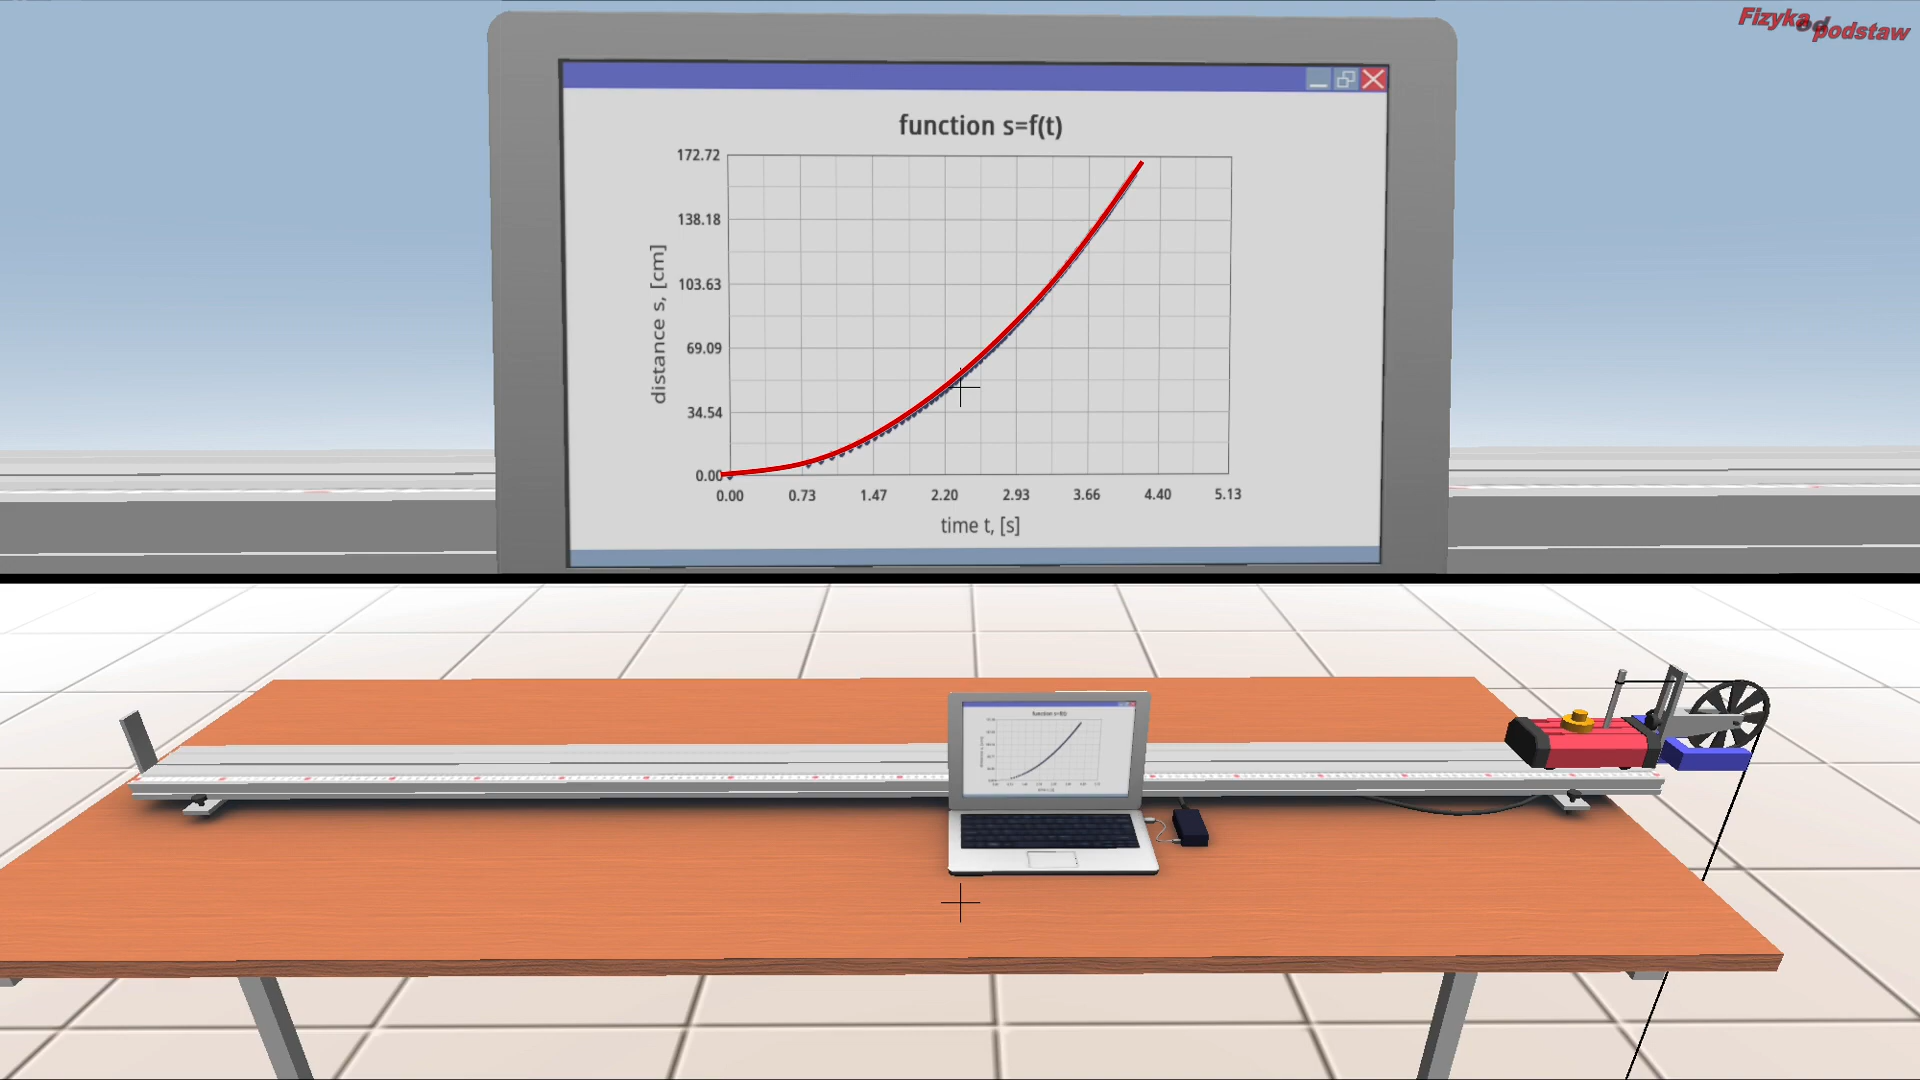 Fizyka od podstaw
function s=f(t)
172.72
138.18
103.63
69.09
34.54
0.00
distance s, [cm]
0.00 0.73 1.47 2.20 2.93 3.66 4.40 5.13
time t, [s]
function s=f(t)